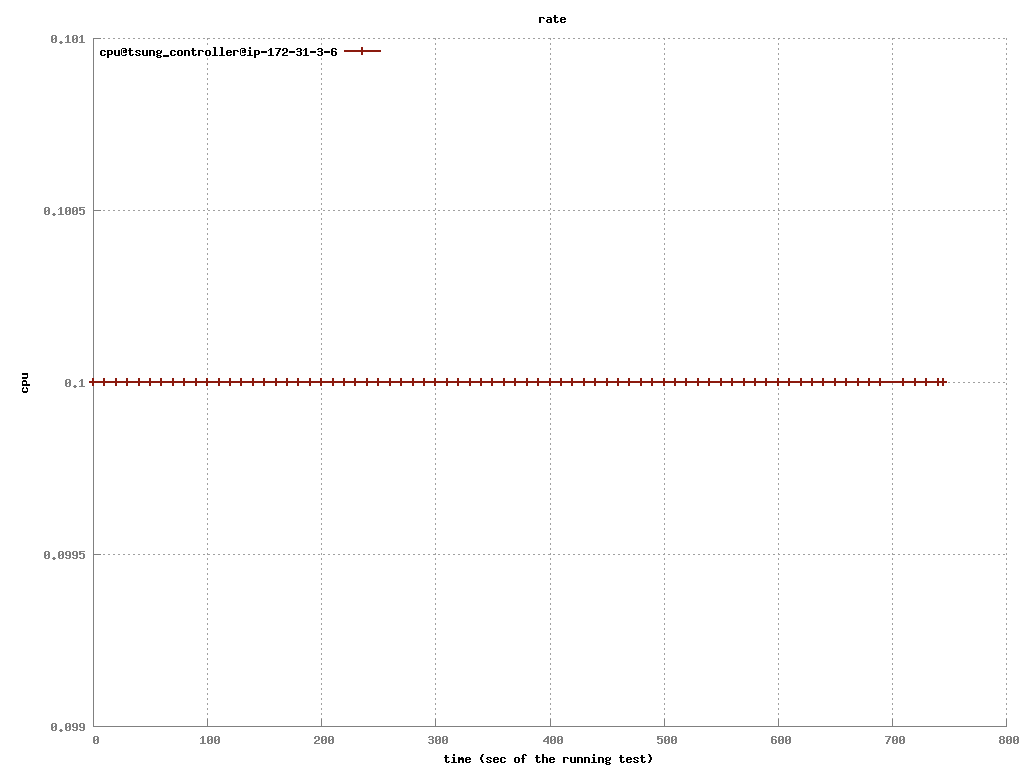 rate
0.101
cpu@tsung_controller@ip-172-31-3-6
0.1005
cpu
0.1
0.0995
0.099
0 100 200 300 400 500 600 700 800
time (sec of the running test)